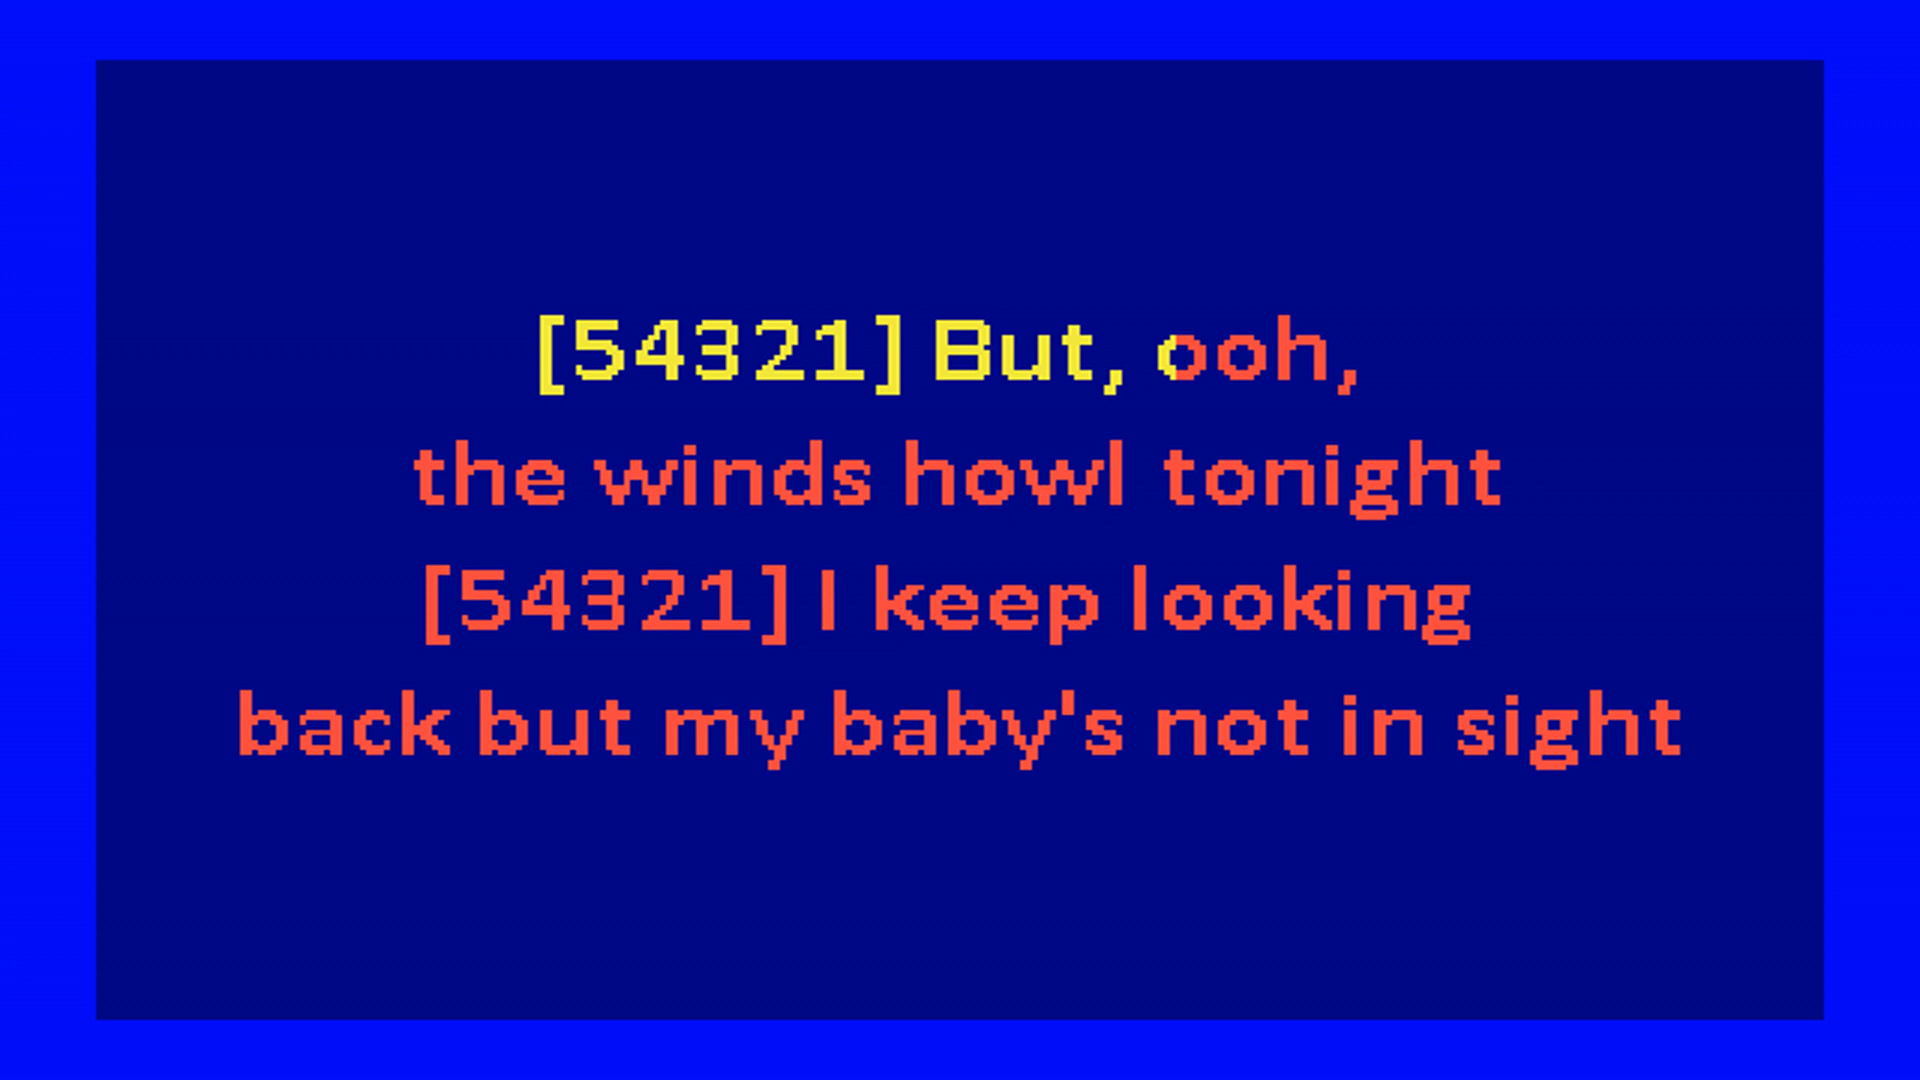 [54321] But, ooh,
the winds howl tonight
[54321] I keep looking
back but my baby's not in sight